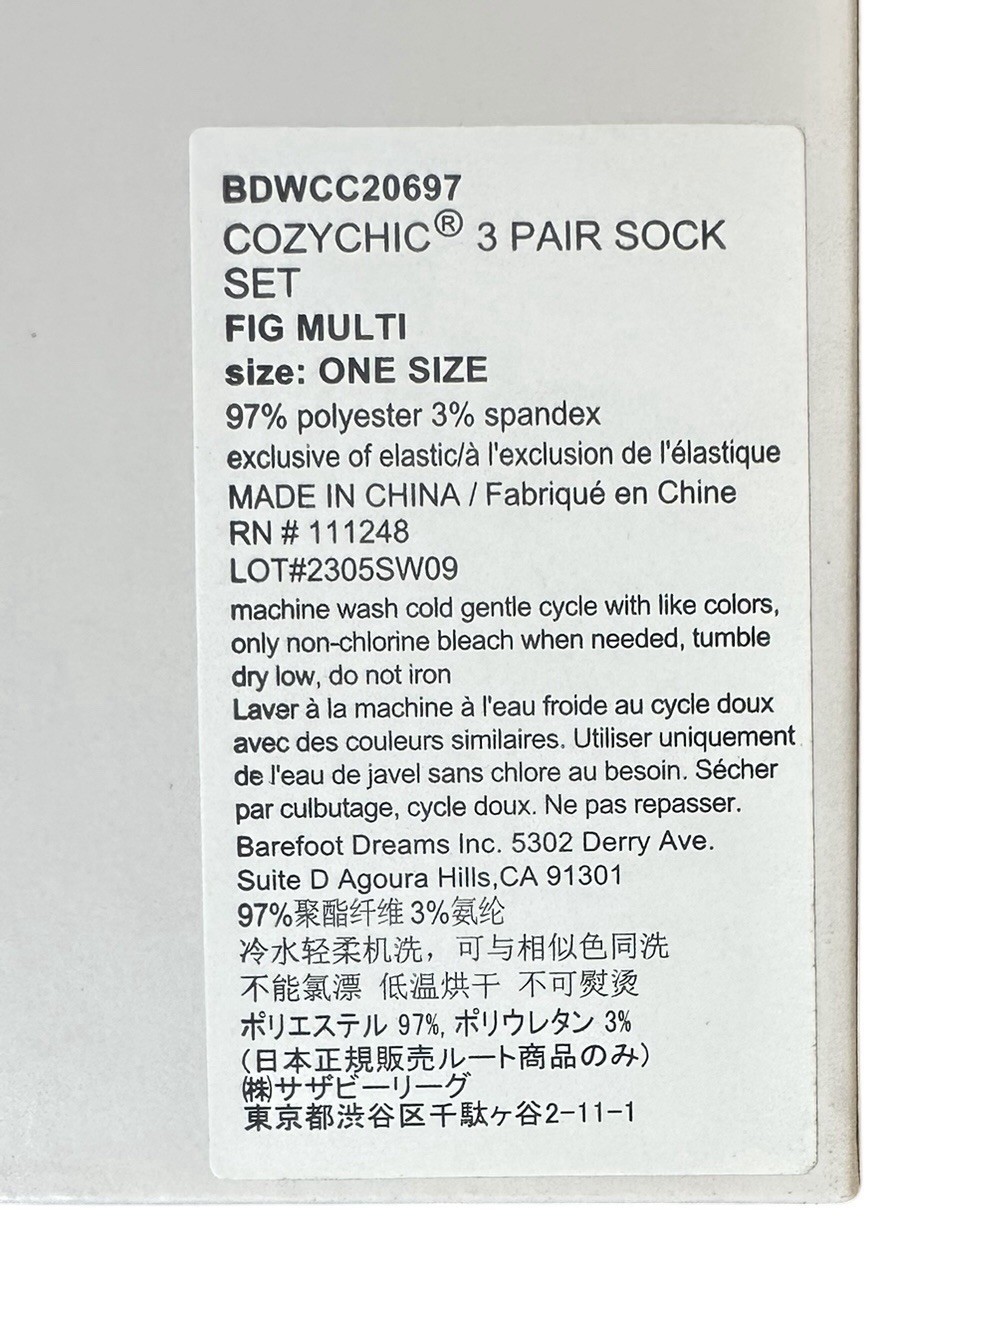 BDWCC20697
COZYCHIC® 3 PAIR SOCK
SET
FIG MULTI
size: ONE SIZE
97% polyester 3% spandex
exclusive of elastic/à l'exclusion de l'élastique
MADE IN CHINA / Fabriqué en Chine
RN # 111248
LOT#2305SW09
machine wash cold gentle cycle with like colors,
only non-chlorine bleach when needed, tumble
dry low, do not iron
Laver à la machine à l'eau froide au cycle doux
avec des couleurs similaires. Utiliser uniquement
de l'eau de javel sans chlore au besoin. Sécher
par culbutage, cycle doux. Ne pas repasser.
Barefoot Dreams Inc. 5302 Derry Ave.
Suite D Agoura Hills,CA 91301
97%聚酯纤维 3%氨纶
冷水轻柔机洗，可与相似色同洗
不能氯漂 低温烘干 不可熨烫
ポリエステル 97%, ポリウレタン 3%
(日本正規販売ルート商品のみ)
㈱サザビーリーグ
東京都渋谷区千駄ヶ谷2-11-1